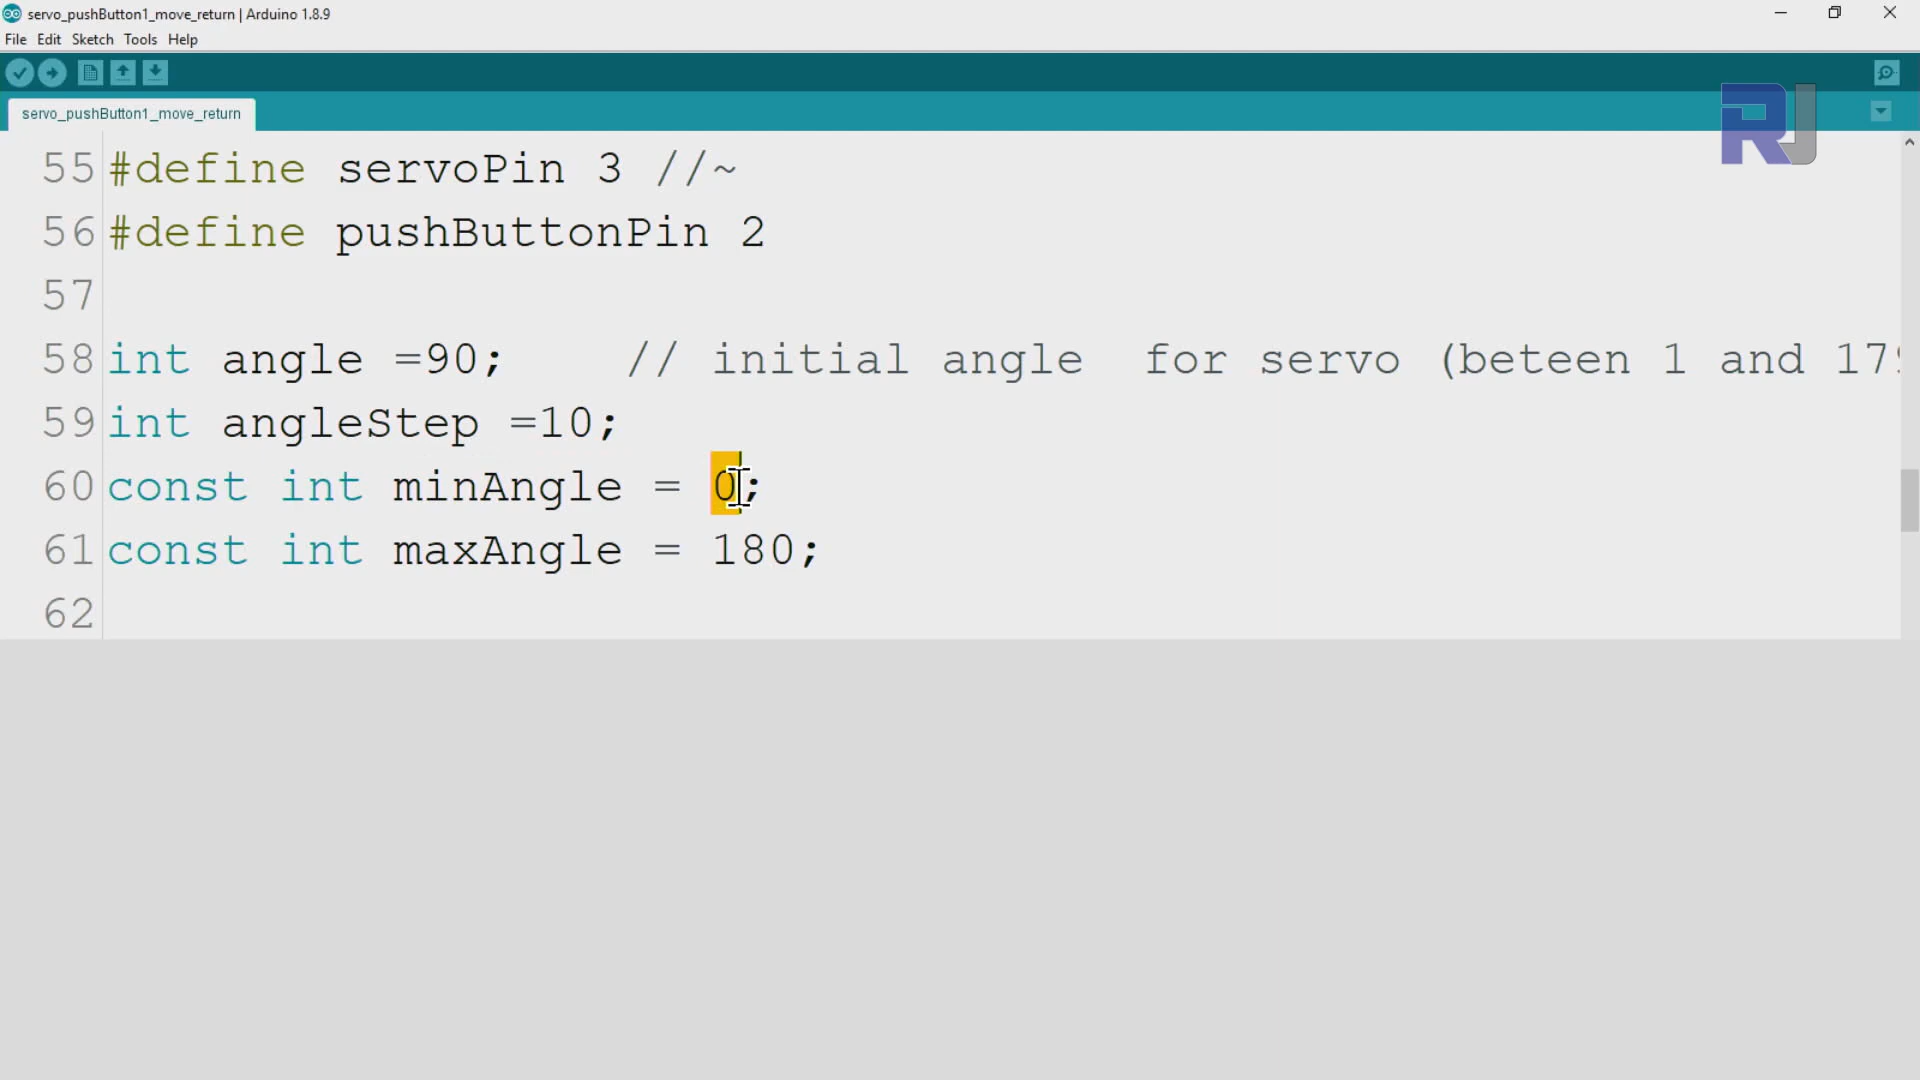 servo_pushButton1_move_return | Arduino 1.8.9
File Edit Sketch Tools Help
RJ
servo_pushButton1_move_return
55 #define servoPin 3 //~
56 #define pushButtonPin 2
57
58 int angle =90;    // initial angle  for servo (beteen 1 and 179
59 int angleStep =10;
60 const int minAngle = 0;
61 const int maxAngle = 180;
62